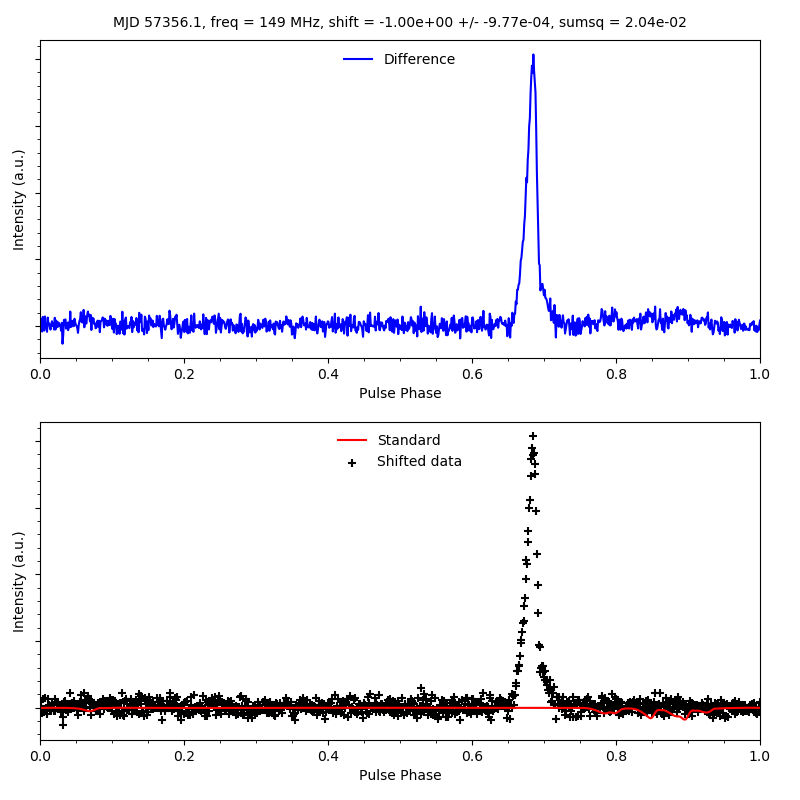 MJD 57356.1, freq = 149 MHz, shift = -1.00e+00 +/- -9.77e-04, sumsq = 2.04e-02
Difference
Intensity (a.u.)
0.0 0.2 0.4 0.6 0.8 1.0
Pulse Phase
Standard
Shifted data
Intensity (a.u.)
0.0 0.2 0.4 0.6 0.8 1.0
Pulse Phase